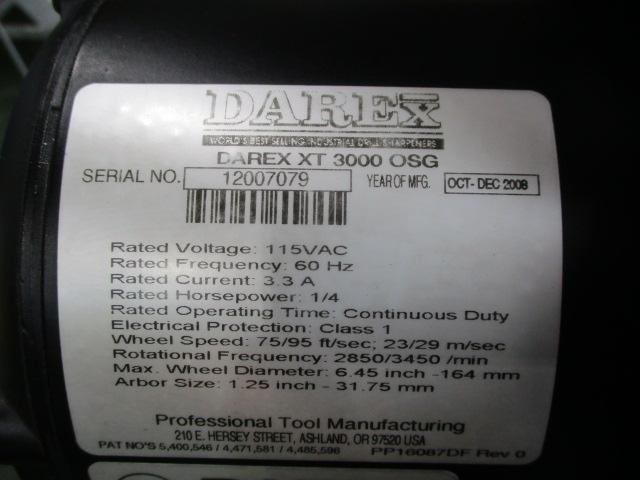 DAREX
WORLD'S BEST SELLING INDUSTRIAL DRILL SHARPENERS
DAREX XT 3000 OSG
SERIAL NO. 12007079 YEAR OF MFG. OCT- DEC 2008
Rated Voltage: 115VAC
Rated Frequency: 60 Hz
Rated Current: 3.3 A
Rated Horsepower: 1/4
Rated Operating Time: Continuous Duty
Electrical Protection: Class 1
Wheel Speed: 75/95 ft/sec; 23/29 m/sec
Rotational Frequency: 2850/3450 /min
Max. Wheel Diameter: 6.45 inch -164 mm
Arbor Size: 1.25 inch - 31.75 mm
Professional Tool Manufacturing
210 E. HERSEY STREET, ASHLAND, OR 97520 USA
PAT NO'S 5,400,546 / 4,471,581 / 4,485,596 PP16087DF Rev 0